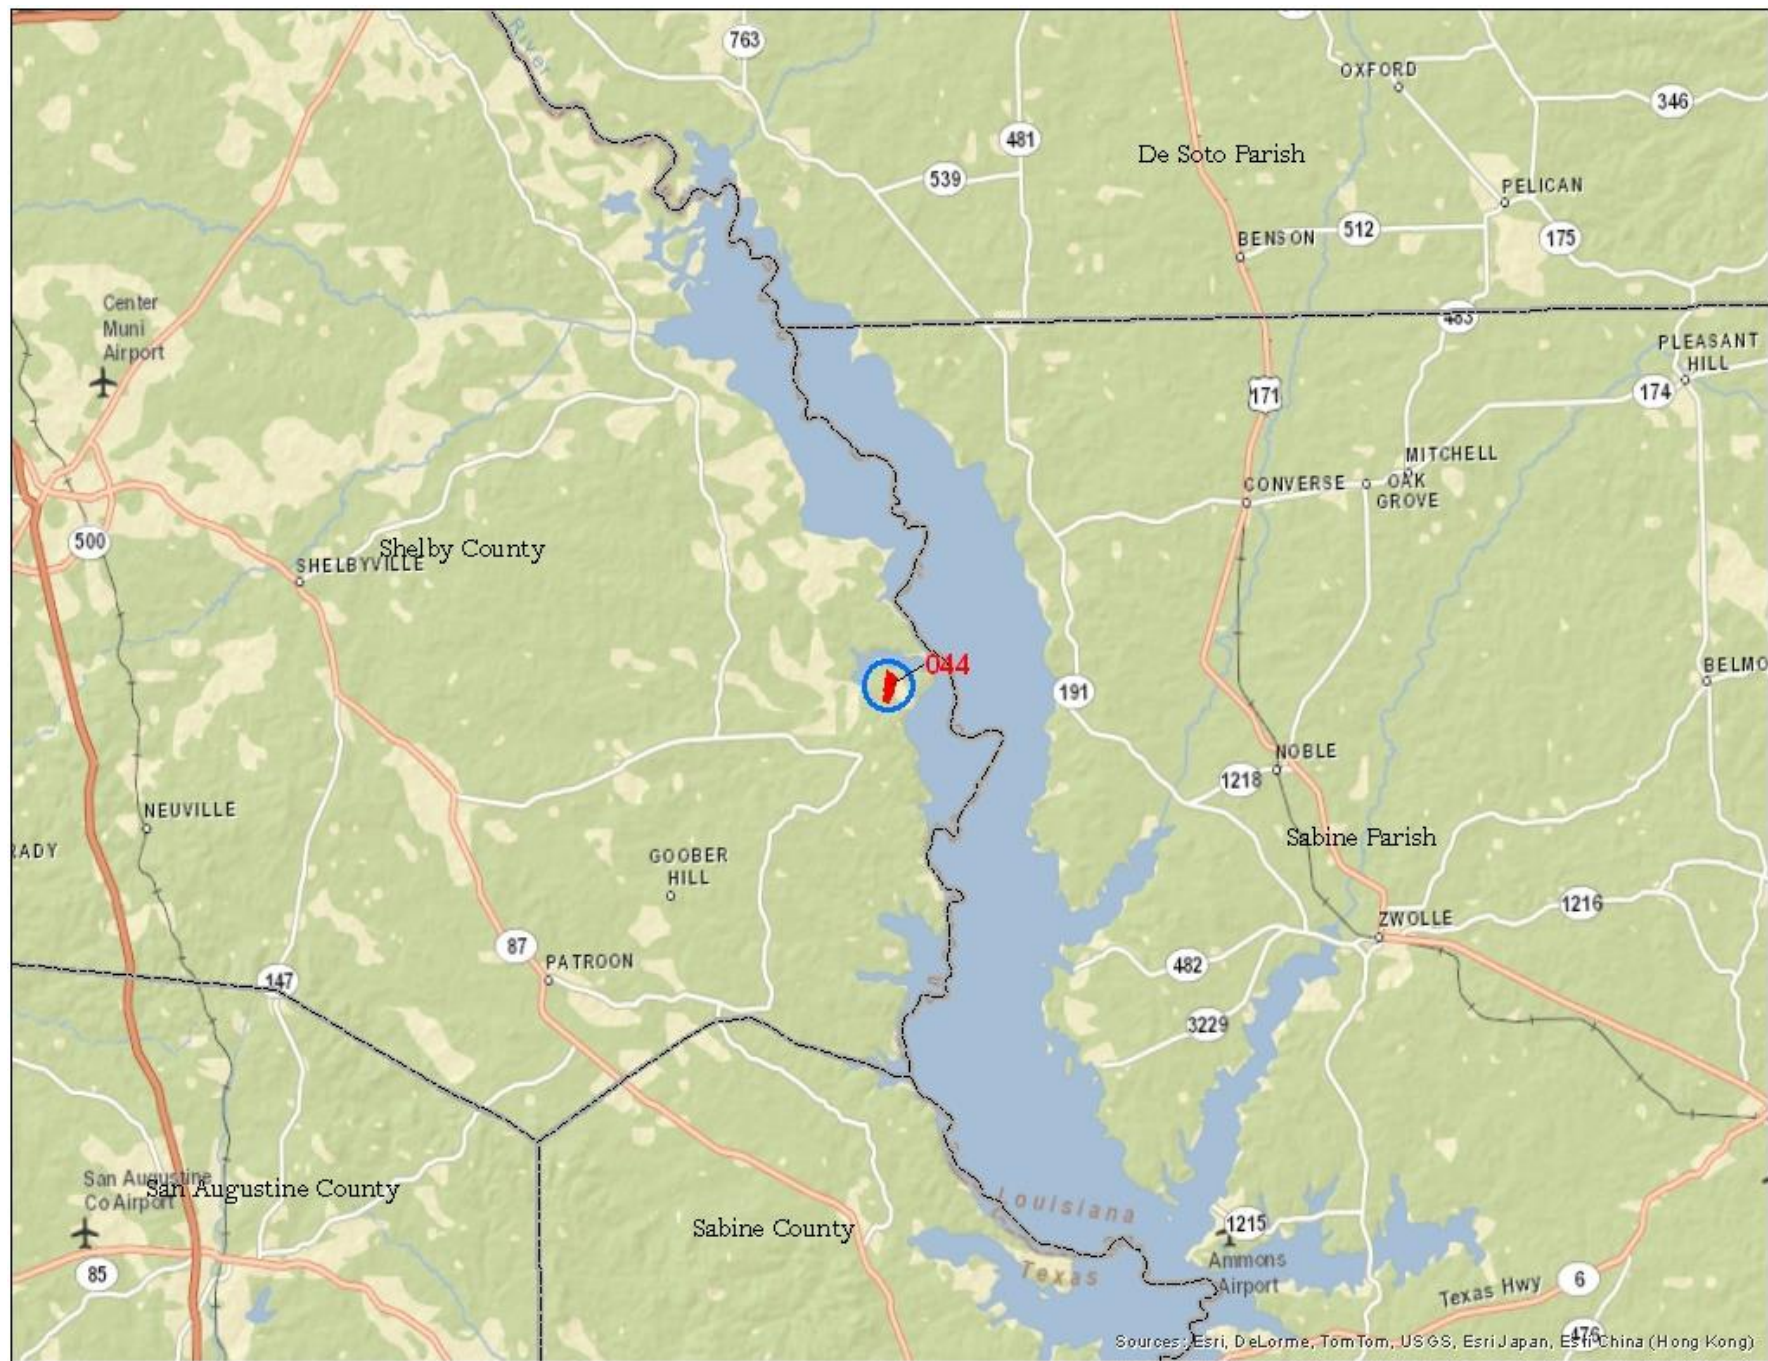 River
763
OXFORD
346
481
De Soto Parish
539
PELICAN
BENSON
512
175
Center
Muni
Airport
483
PLEASANT
HILL
171
174
MITCHELL
CONVERSE
OAK
GROVE
500
Shelby County
SHELBYVILLE
044
BELMO
191
NOBLE
1218
NEUVILLE
Sabine Parish
RADY
GOOBER
HILL
1216
ZWOLLE
87
PATROON
482
147
3229
San Augustine
Co Airport
San Augustine County
Louisiana
Sabine County
1215
Ammons
Airport
Texas
85
Texas Hwy
6
476
Sources: Esri, DeLorme, TomTom, USGS, Esri Japan, Esri China (Hong Kong)